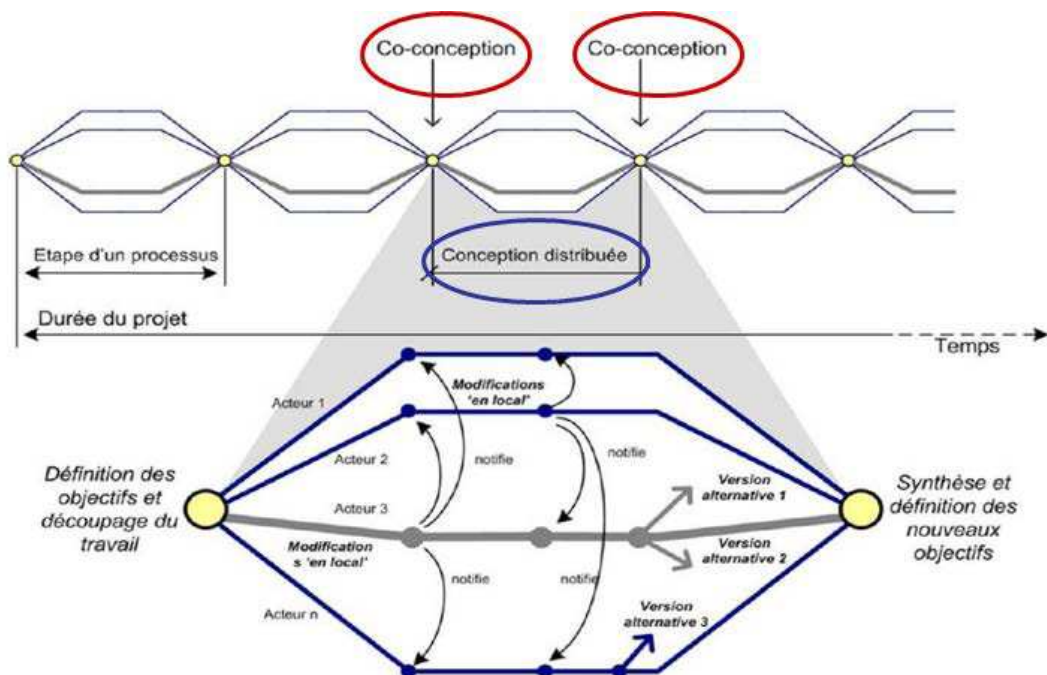 Co-conception
Co-conception
Etape d'un processus
Conception distribuée
Durée du projet
Temps
Modifications
'en local'
Acteur 1
Acteur 2
notifie
notifie
Définition des
objectifs et
découpage du
travail
Acteur 3
Version
alternative 1
Synthèse et
définition des
nouveaux
objectifs
Modification
s 'en local'
Version
alternative 2
notifie
notifie
Acteur n
Version
alternative 3